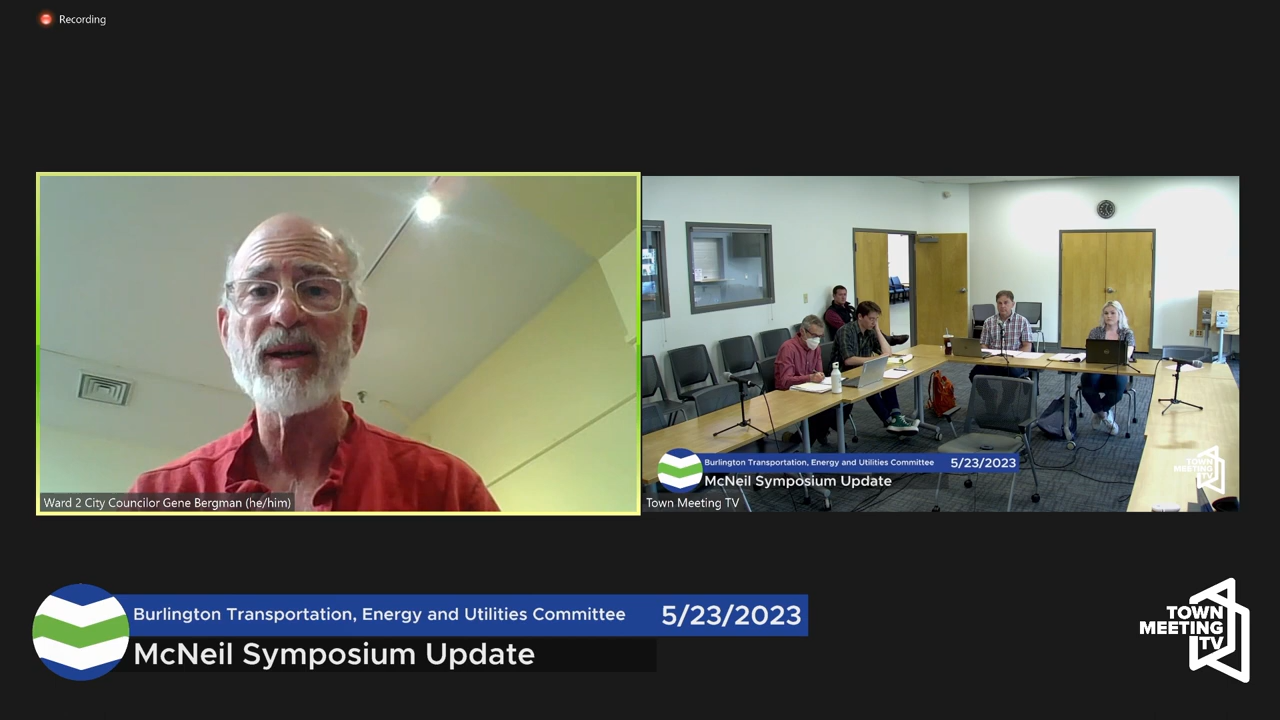 Recording
Ward 2 City Councilor Gene Bergman (he/him)
Burlington Transportation, Energy and Utilities Committee 5/23/2023
McNeil Symposium Update
Town Meeting TV
TOWN
MEETING
TV
Burlington Transportation, Energy and Utilities Committee 5/23/2023
McNeil Symposium Update
TOWN
MEETING
TV